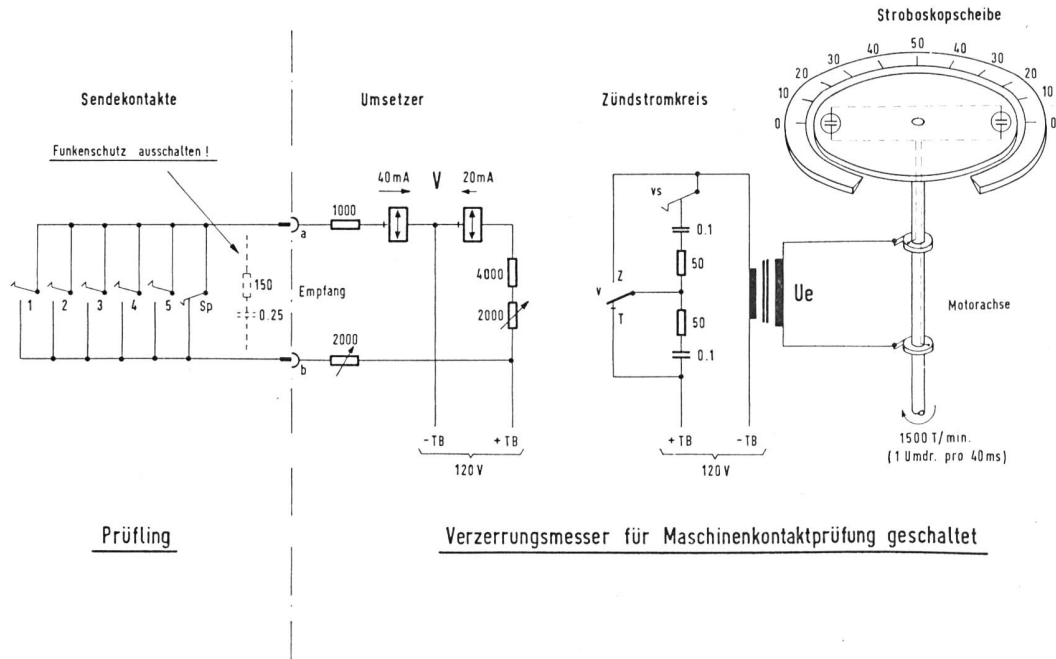 Stroboskopscheibe
0
10
20
30
40
50
40
30
20
10
0
Sendekontakte
Umsetzer
Zündstromkreis
Funkenschutz ausschalten !
40mA
V
20mA
1000
a
4000
2000
150
0.25
Empfang
1
2
3
4
5
Sp
2000
b
- TB
+ TB
120 V
vs
0.1
50
Z
v
T
50
0.1
Ue
+ TB
- TB
120 V
Motorachse
1500 T/min.
(1 Umdr. pro 40ms)
Prüfling
Verzerrungsmesser für Maschinenkontaktprüfung geschaltet